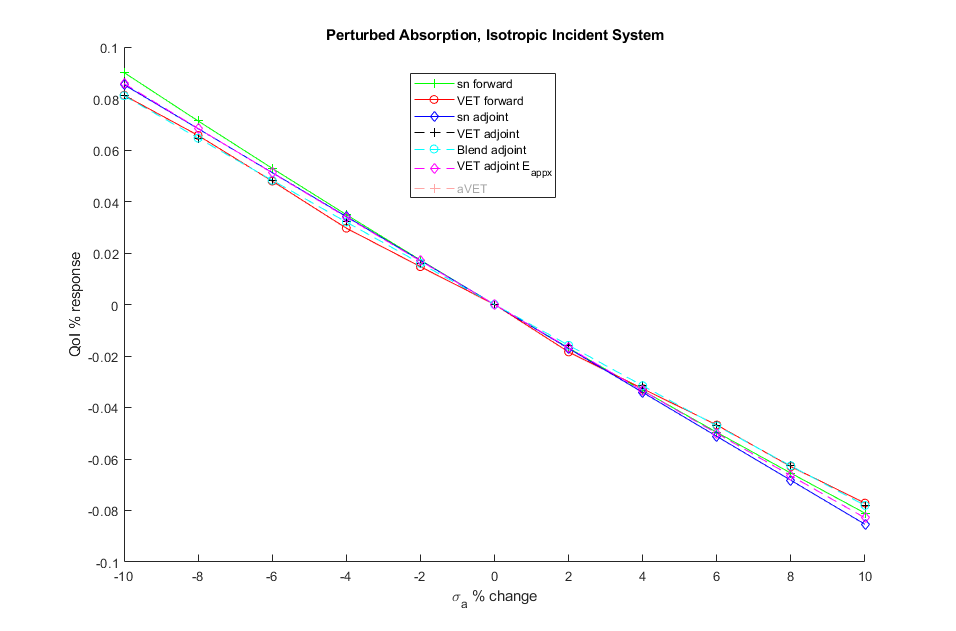 Perturbed Absorption, Isotropic Incident System
sn forward
VET forward
sn adjoint
VET adjoint
Blend adjoint
VET adjoint E_appx
aVET
0.1
0.08
0.06
0.04
0.02
0
-0.02
-0.04
-0.06
-0.08
-0.1
QoI % response
-10 -8 -6 -4 -2 0 2 4 6 8 10
σ_a % change